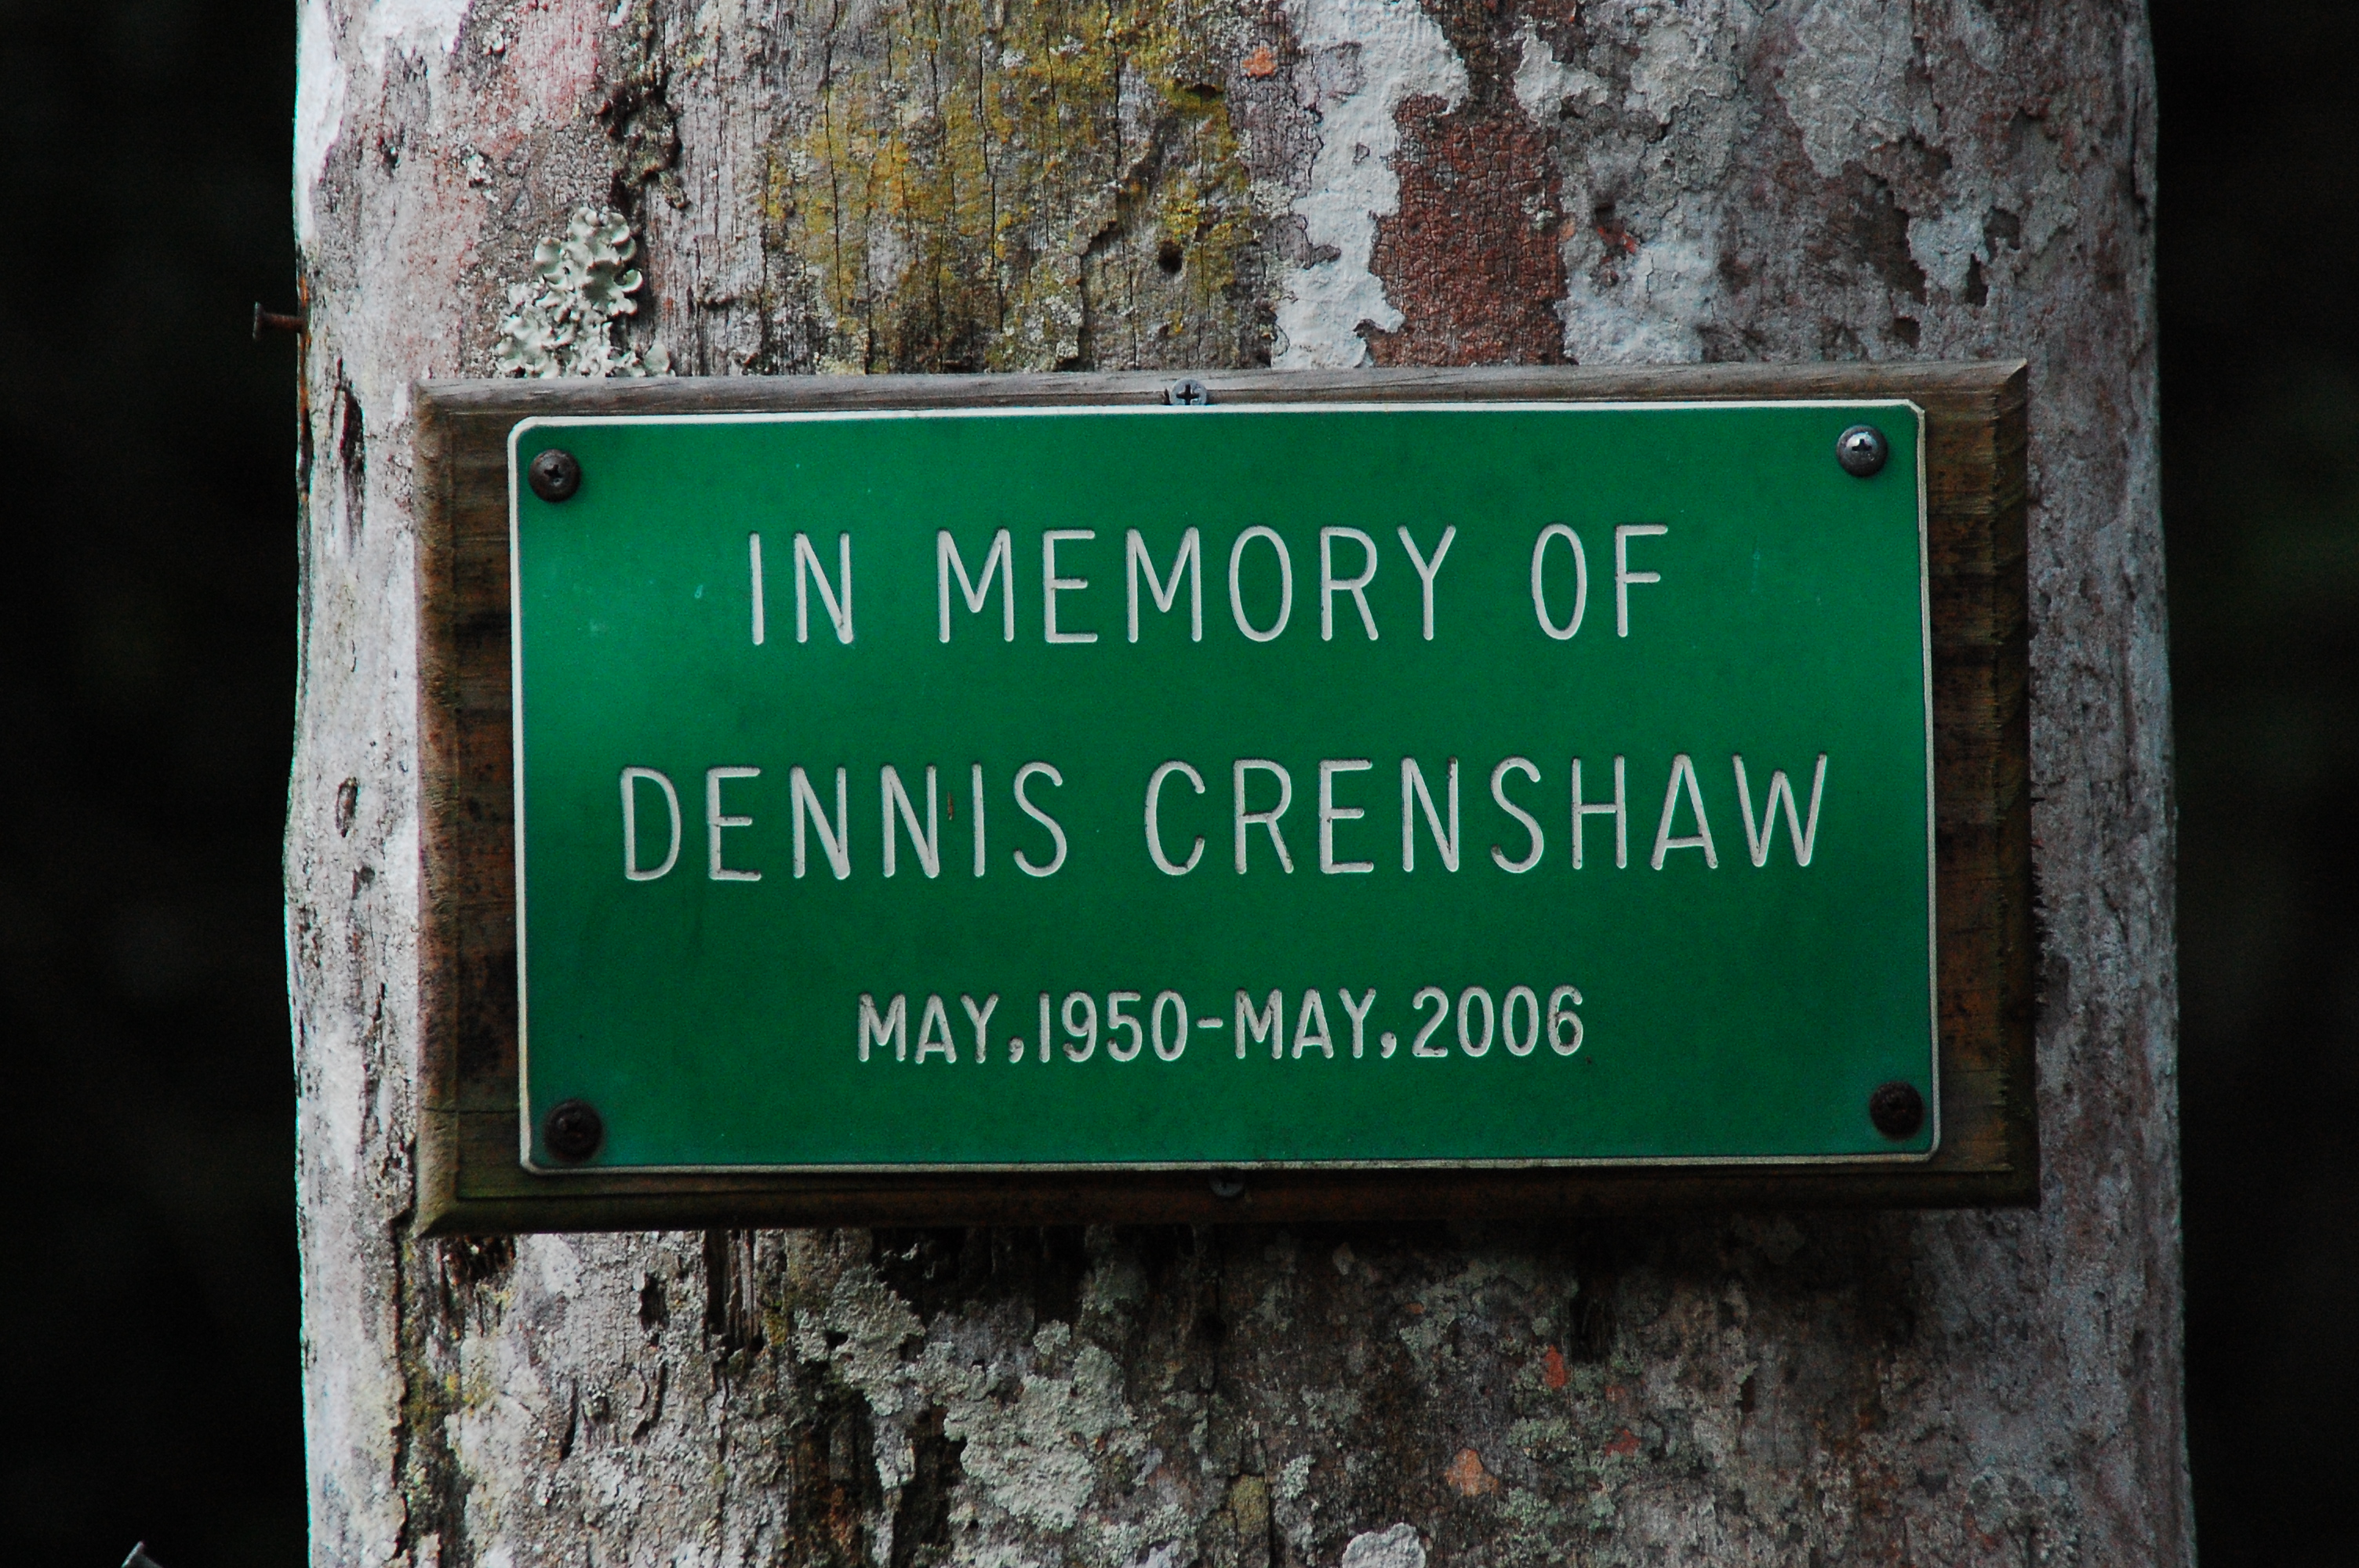 IN MEMORY OF
DENNIS CRENSHAW
MAY,1950-MAY,2006